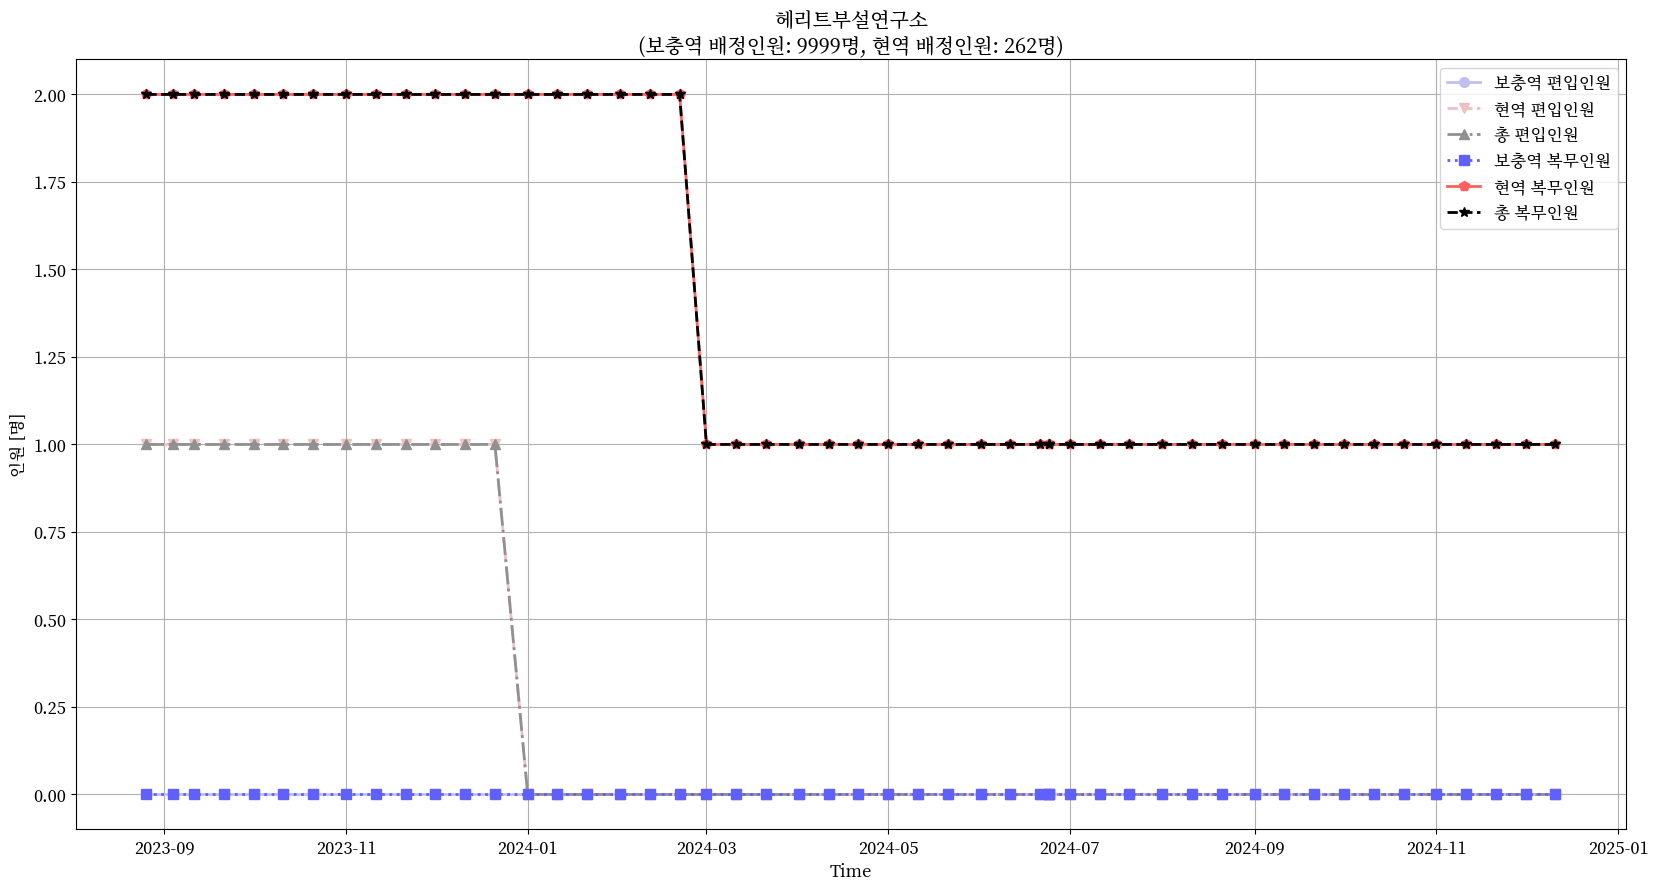 헤리트부설연구소
(보충역 배정인원: 9999명, 현역 배정인원: 262명)
보충역 편입인원
현역 편입인원
총 편입인원
보충역 복무인원
현역 복무인원
총 복무인원
2.00
1.75
1.50
1.25
1.00
0.75
0.50
0.25
0.00
인원 [명]
2023-09 2023-11 2024-01 2024-03 2024-05 2024-07 2024-09 2024-11 2025-01
Time